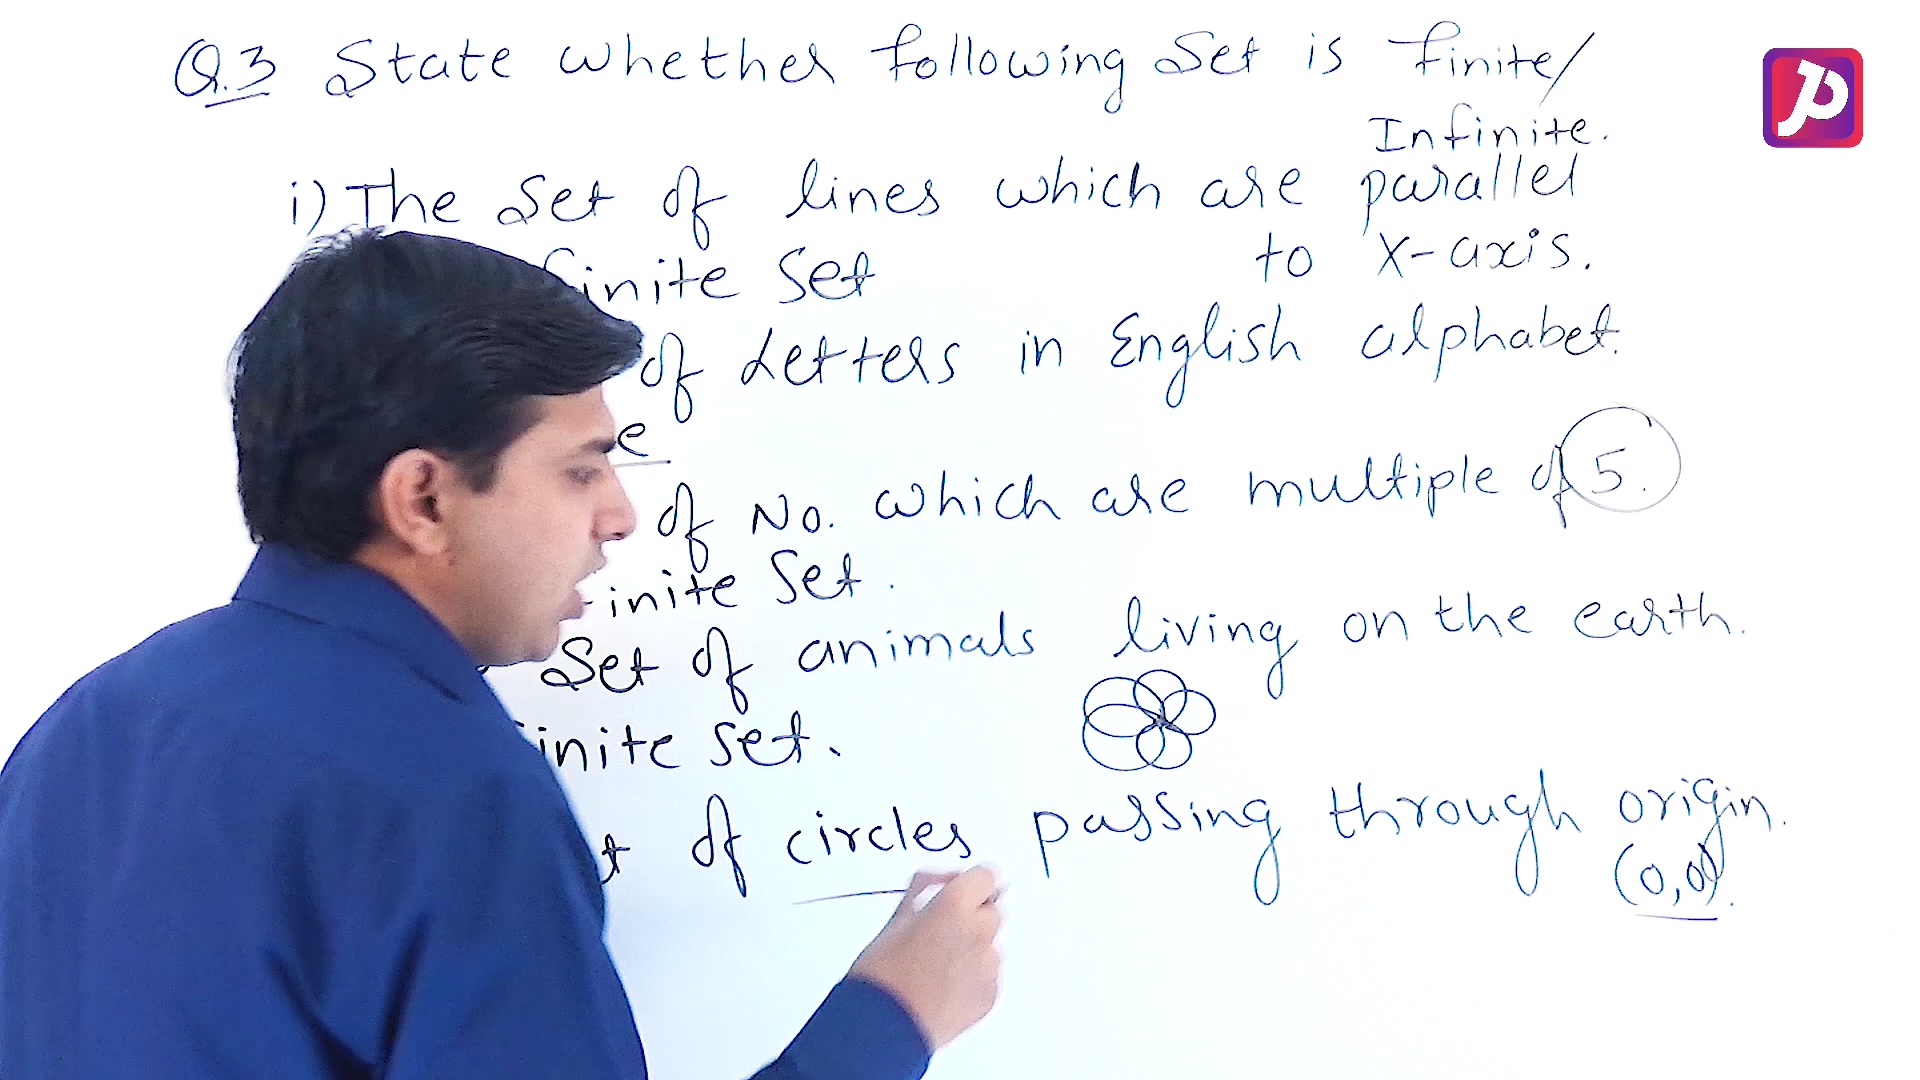 Q.3 State whether following Set is finite/
Infinite.
i) The Set of lines which are parallel
to X-axis.
finite Set
of Letters in English alphabet.
e
of No. which are multiple of 5.
inite Set.
Set of animals living on the earth.
inite Set.
t of circles passing through origin.
(0,0).